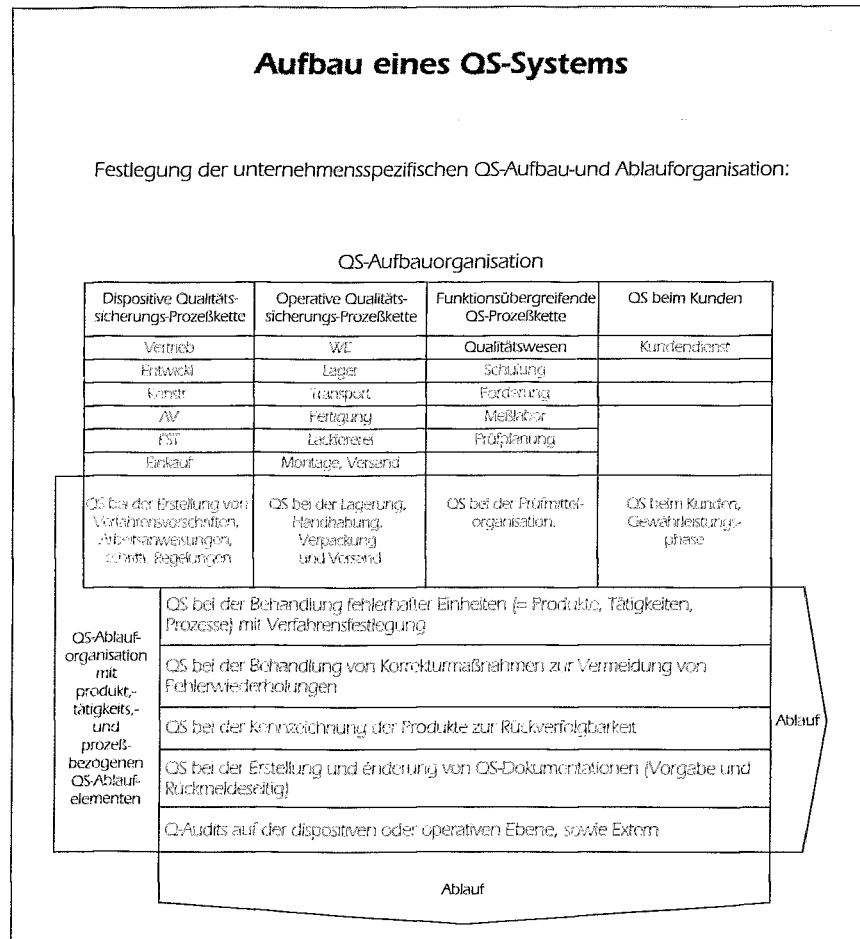 Aufbau eines QS-Systems
Festlegung der unternehmensspezifischen QS-Aufbau-und Ablauforganisation:
QS-Aufbauorganisation
Dispositive Qualitäts-
sicherungs-Prozeßkette
Operative Qualitäts-
sicherungs-Prozeßkette
Funktionsübergreifende
QS-Prozeßkette
QS beim Kunden
Vertrieb
WE
Qualitätswesen
Kundendienst
Entwickl
Lager
Schulung
Konstr
Transport
Förderung
AV
Fertigung
Meßlabor
FST
Lackiererei
Prüfplanung
Einkauf
Montage, Versand
QS bei der Erstellung von
Verfahrensvorschriften,
Arbeitsanweisungen,
Regelungen
QS bei der Lagerung,
Handhabung,
Verpackung
und Versand
QS bei der Prüfmittel-
organisation.
QS beim Kunden,
Gewährleistungs-
phase
QS-Ablauf-
organisation
mit
produkt,-
tätigkeits,-
und
prozeß-
bezogenen
QS-Ablauf-
elementen
QS bei der Behandlung fehlerhafter Einheiten (= Produkte, Tätigkeiten,
Prozesse) mit Verfahrensfestlegung
QS bei der Behandlung von Korrekturmaßnahmen zur Vermeidung von
Fehlerwiederholungen
QS bei der Kennzeichnung der Produkte zur Rückverfolgbarkeit
QS bei der Erstellung und énderung von QS-Dokumentationen (Vorgabe und
Rückmeldeseitig)
Q-Audits auf der dispositiven oder operativen Ebene, sowie Extern
Ablauf
Ablauf